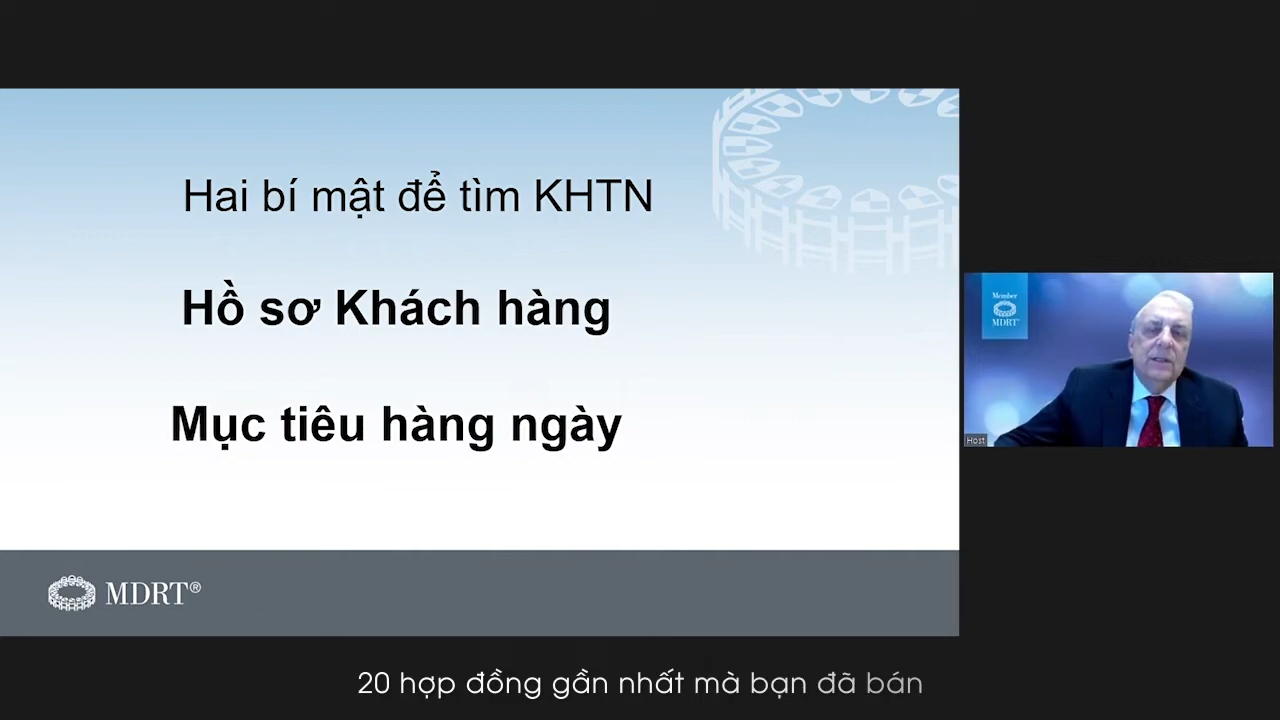 Hai bí mật để tìm KHTN
Hồ sơ Khách hàng
Mục tiêu hàng ngày
MDRT®
Member
MDRT®
Host
20 hợp đồng gần nhất mà bạn đã bán